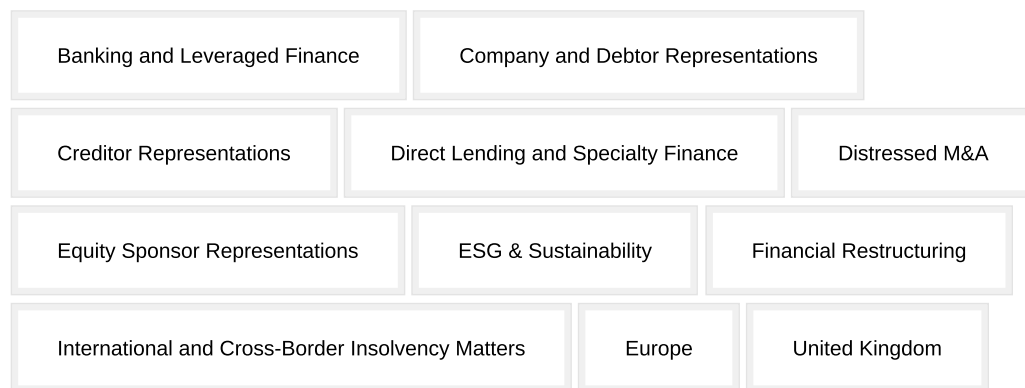 Banking and Leveraged Finance
Company and Debtor Representations
Creditor Representations
Direct Lending and Specialty Finance
Distressed M&A
Equity Sponsor Representations
ESG & Sustainability
Financial Restructuring
International and Cross-Border Insolvency Matters
Europe
United Kingdom